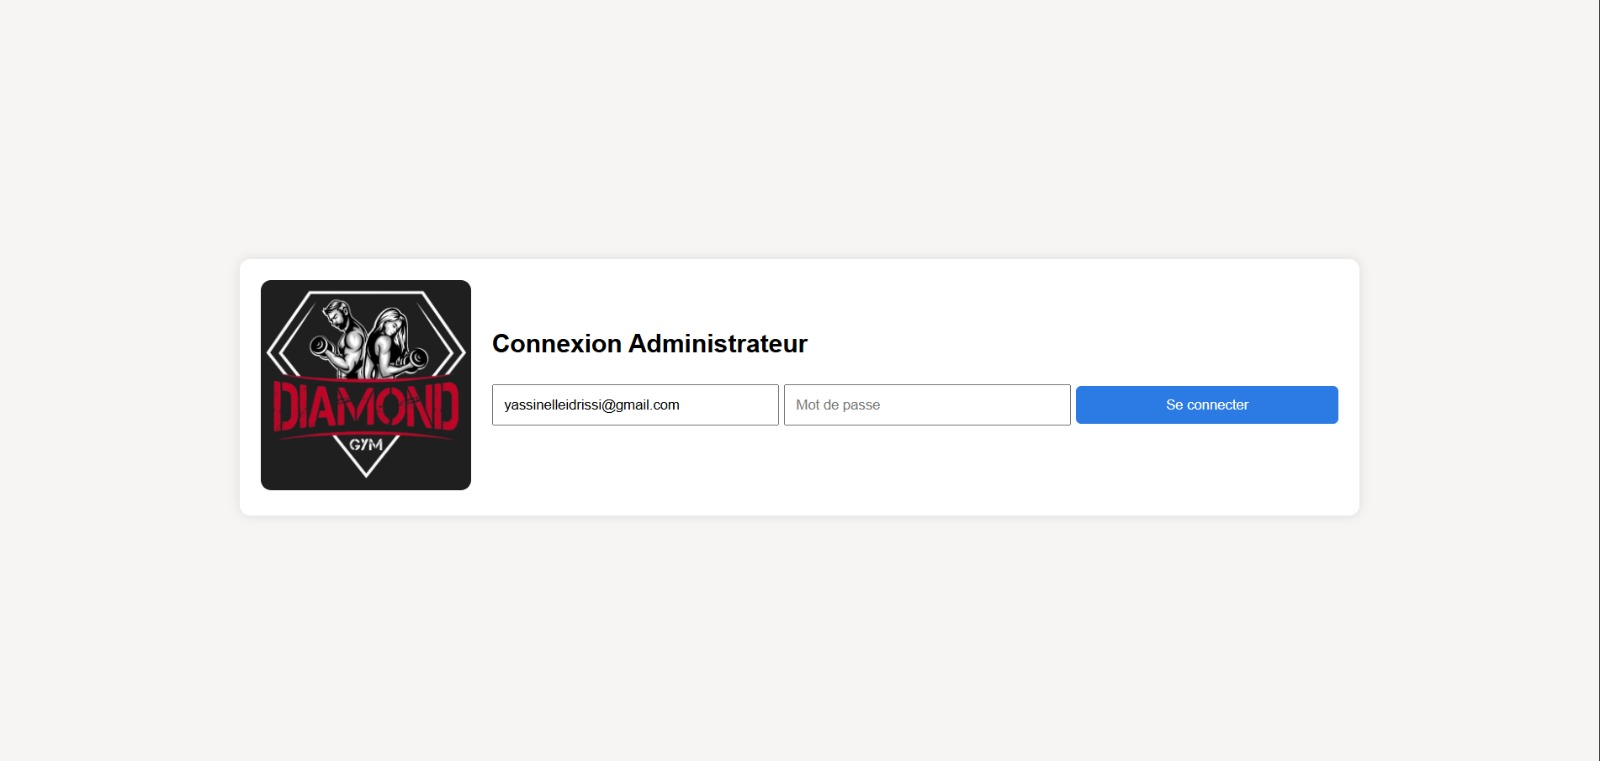 DIAMOND
GYM
Connexion Administrateur
yassinelleidrissi@gmail.com
Mot de passe
Se connecter